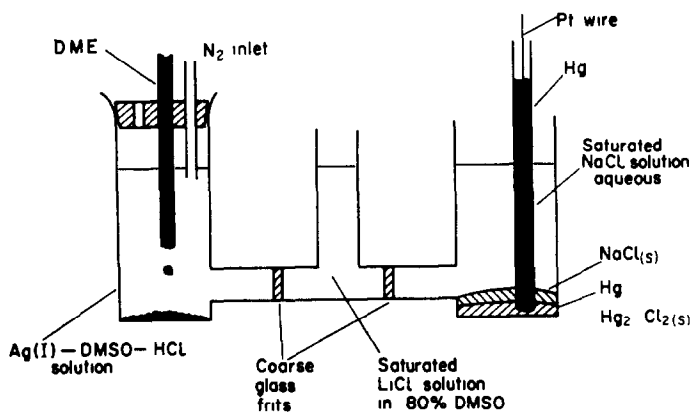 DME
N2 inlet
Pt wire
Hg
Saturated
NaCl solution
aqueous
NaCl(s)
Hg
Hg2 Cl2(s)
Ag(I)-DMSO-HCl
solution
Coarse
glass
frits
Saturated
LiCl solution
in 80% DMSO